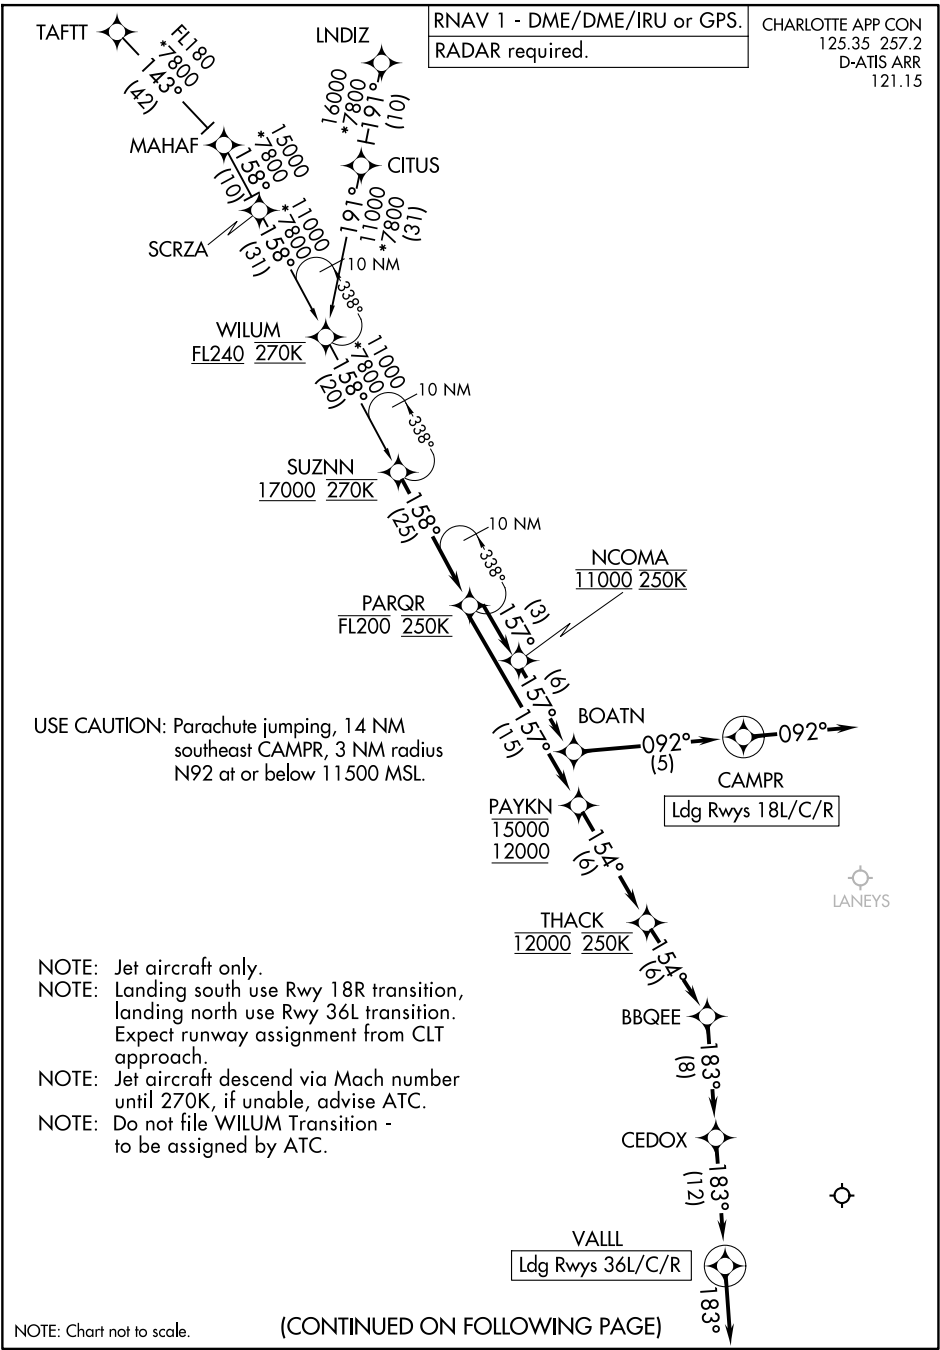 RNAV 1 - DME/DME/IRU or GPS.
RADAR required.
CHARLOTTE APP CON
125.35 257.2
D-ATIS ARR
121.15
TAFTT
FL180
*7800
143°
(42)
LNDIZ
16000
*7800
191°
(10)
MAHAF
15000
*7800
158°
(10)
CITUS
191°
11000
*7800
(31)
SCRZA
11000
*7800
158°
(31)
10 NM
338°
WILUM
FL240 270K
11000
*7800
158°
(20)
10 NM
338°
SUZNN
17000 270K
158°
(25)
10 NM
338°
NCOMA
11000 250K
PARQR
FL200 250K
(3)
157°
(6)
157°
157°
(15)
BOATN
092°
(5)
092°
CAMPR
Ldg Rwys 18L/C/R
USE CAUTION: Parachute jumping, 14 NM
southeast CAMPR, 3 NM radius
N92 at or below 11500 MSL.
PAYKN
15000
12000
154°
(6)
LANEYS
THACK
12000 250K
154°
(6)
NOTE: Jet aircraft only.
NOTE: Landing south use Rwy 18R transition,
landing north use Rwy 36L transition.
Expect runway assignment from CLT
approach.
NOTE: Jet aircraft descend via Mach number
until 270K, if unable, advise ATC.
NOTE: Do not file WILUM Transition -
to be assigned by ATC.
BBQEE
183°
(8)
CEDOX
183°
(12)
VALLL
Ldg Rwys 36L/C/R
183°
NOTE: Chart not to scale.
(CONTINUED ON FOLLOWING PAGE)